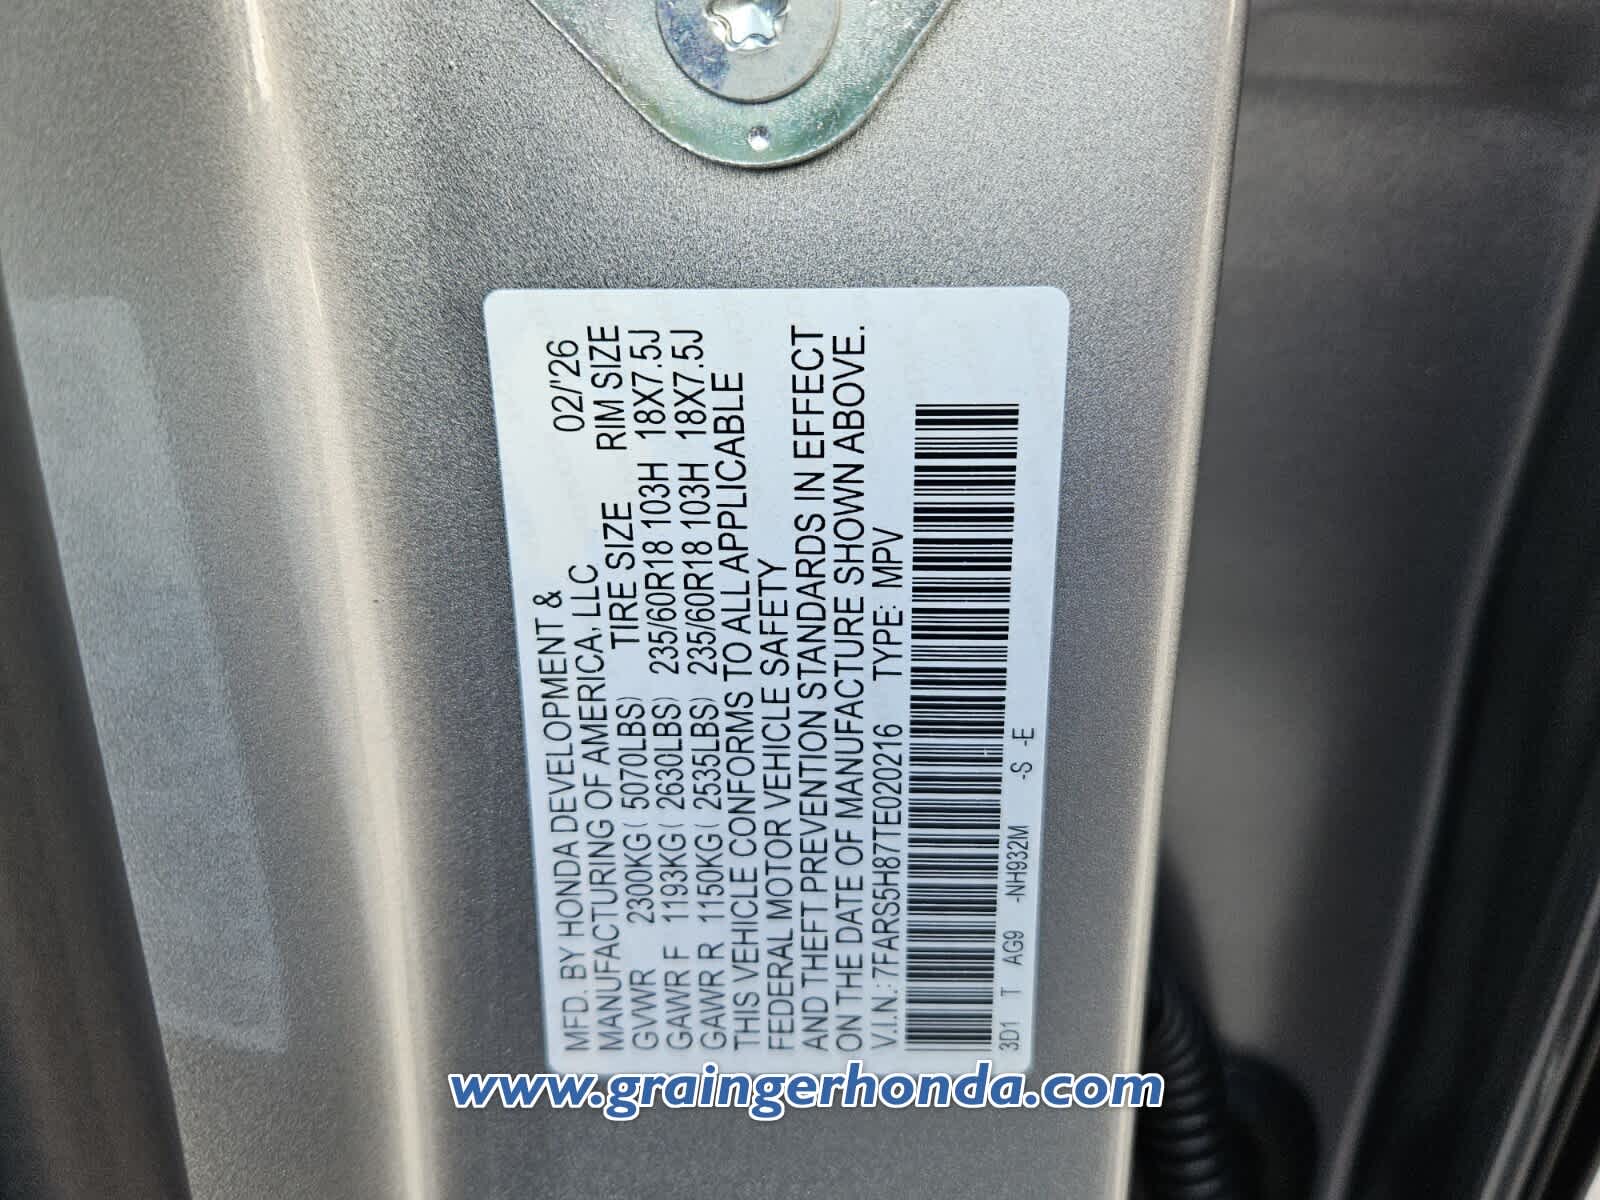 MFD. BY HONDA DEVELOPMENT &
MANUFACTURING OF AMERICA, LLC 02/'26
TIRE SIZE RIM SIZE
GVWR 2300KG( 5070LBS)
GAWR F 1193KG( 2630LBS) 235/60R18 103H 18X7.5J
GAWR R 1150KG( 2535LBS) 235/60R18 103H 18X7.5J
THIS VEHICLE CONFORMS TO ALL APPLICABLE
FEDERAL MOTOR VEHICLE SAFETY
AND THEFT PREVENTION STANDARDS IN EFFECT
ON THE DATE OF MANUFACTURE SHOWN ABOVE.
V.I.N.:7FARS5H87TE020216 TYPE: MPV
3D1 T AG9 -NH932M -S -E
www.graingerhonda.com